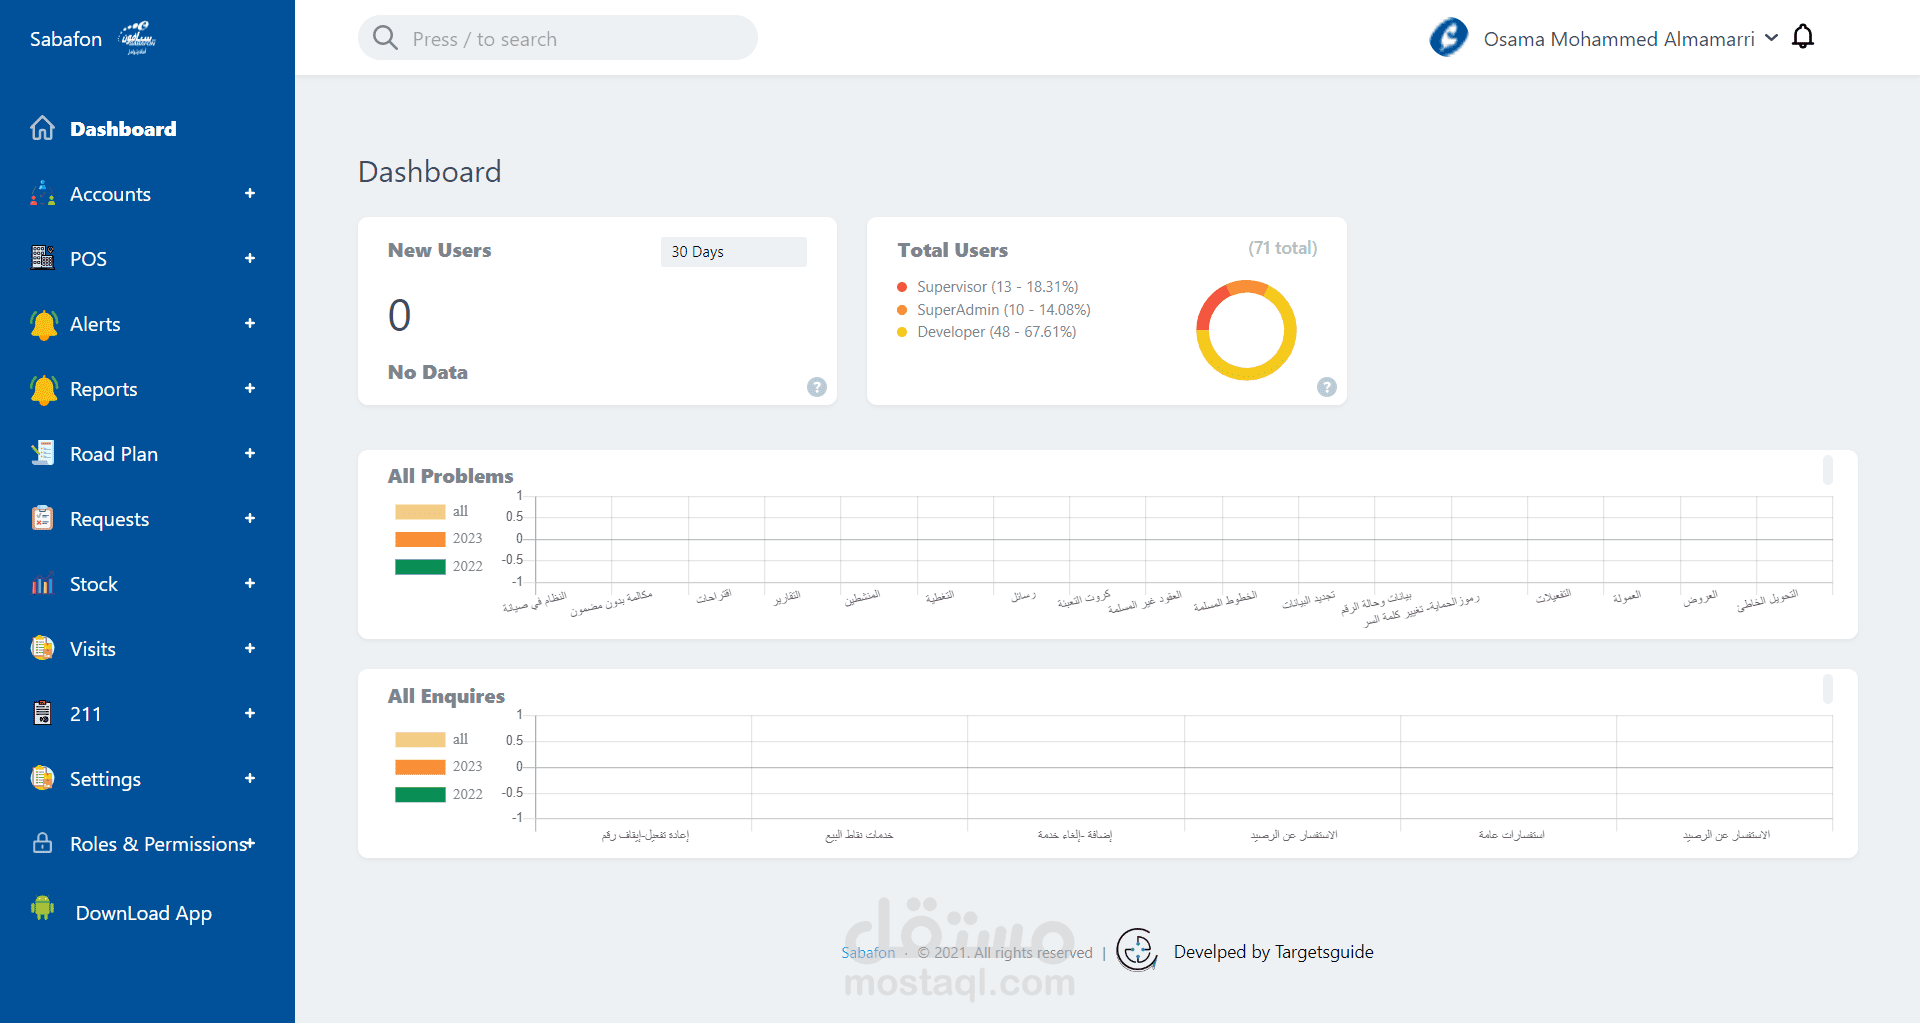 Sabafon
سبأفون
SABAFON
Press / to search
Osama Mohammed Almamarri
Dashboard
Accounts +
POS +
Alerts +
Reports +
Road Plan +
Requests +
Stock +
Visits +
211 +
Settings +
Roles & Permissions+
DownLoad App
Dashboard
New Users
30 Days
0
No Data
?
Total Users
(71 total)
Supervisor (13 - 18.31%)
SuperAdmin (10 - 14.08%)
Developer (48 - 67.61%)
?
All Problems
all
2023
2022
1
0.5
0
-0.5
-1
النظام في صيانة
مكالمة بدون مضمون
اقتراحات
التقارير
المنشطين
التغطية
رسائل
كروت التعبئة
العقود غير المسلمة
الخطوط المسلمة
تجديد البيانات
بيانات وحالة الرقم
رموز الحماية- تغيير كلمة السر
التفعيلات
العمولة
العروض
التحويل الخاطئ
All Enquires
all
2023
2022
1
0.5
0
-0.5
-1
إعاده تفعيل-إيقاف رقم
خدمات نقاط البيع
إضافة -إلغاء خدمة
الاستفسار عن الرصيد
استفسارات عامة
الاستفسار عن الرصيد
مستقل
mostaql.com
Sabafon · © 2021. All rights reserved | Develped by Targetsguide